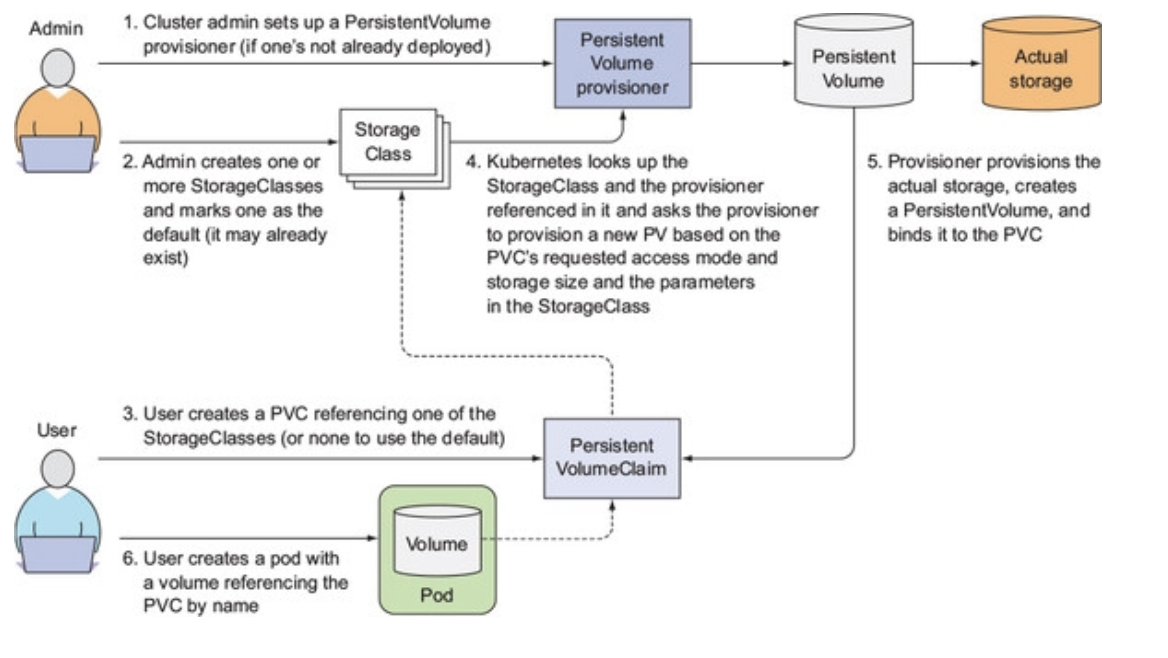 Admin
1. Cluster admin sets up a PersistentVolume
provisioner (if one's not already deployed)
Persistent
Volume
provisioner
Persistent
Volume
Actual
storage
Storage
Class
2. Admin creates one or
more StorageClasses
and marks one as the
default (it may already
exist)
4. Kubernetes looks up the
StorageClass and the provisioner
referenced in it and asks the provisioner
to provision a new PV based on the
PVC's requested access mode and
storage size and the parameters
in the StorageClass
5. Provisioner provisions the
actual storage, creates
a PersistentVolume, and
binds it to the PVC
User
3. User creates a PVC referencing one of the
StorageClasses (or none to use the default)
Persistent
VolumeClaim
Volume
Pod
6. User creates a pod with
a volume referencing the
PVC by name